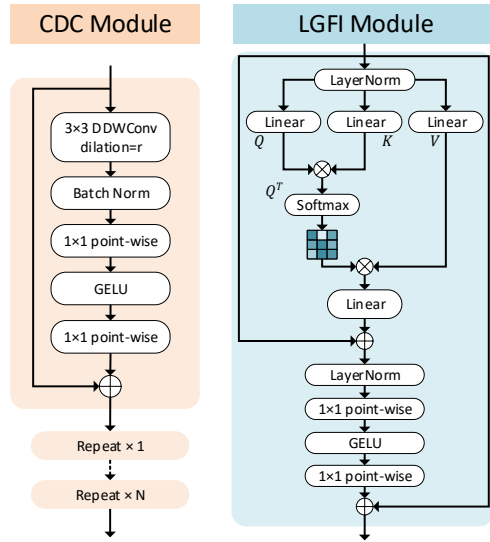 CDC Module
3×3 DDWConv
dilation=r
Batch Norm
1×1 point-wise
GELU
1×1 point-wise
Repeat × 1
Repeat × N
LGFI Module
LayerNorm
Linear Linear Linear
Q K V
Q^T
Softmax
Linear
LayerNorm
1×1 point-wise
GELU
1×1 point-wise